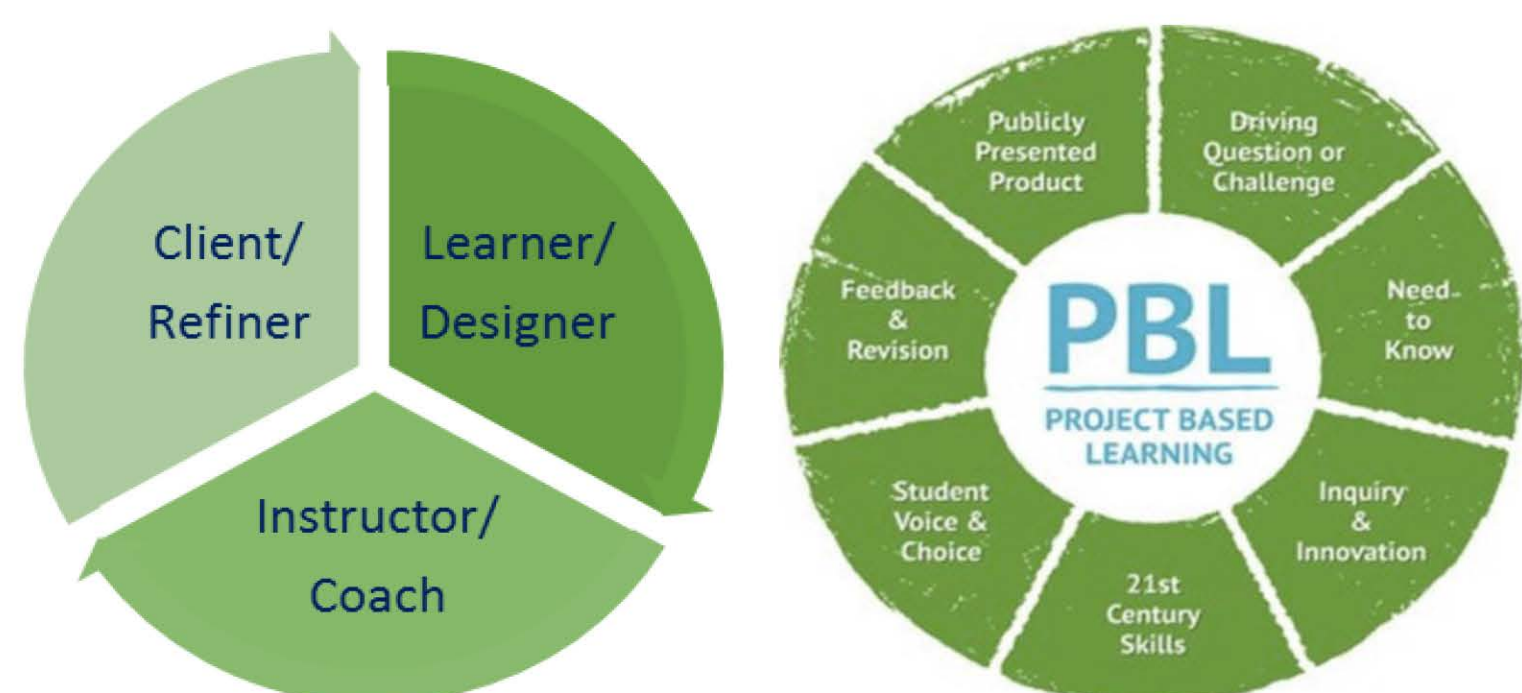 Client/
Refiner
Learner/
Designer
Instructor/
Coach
Publicly
Presented
Product
Driving
Question or
Challenge
Need
to
Know
Inquiry
&
Innovation
21st
Century
Skills
Student
Voice &
Choice
Feedback
&
Revision
PBL
PROJECT BASED
LEARNING